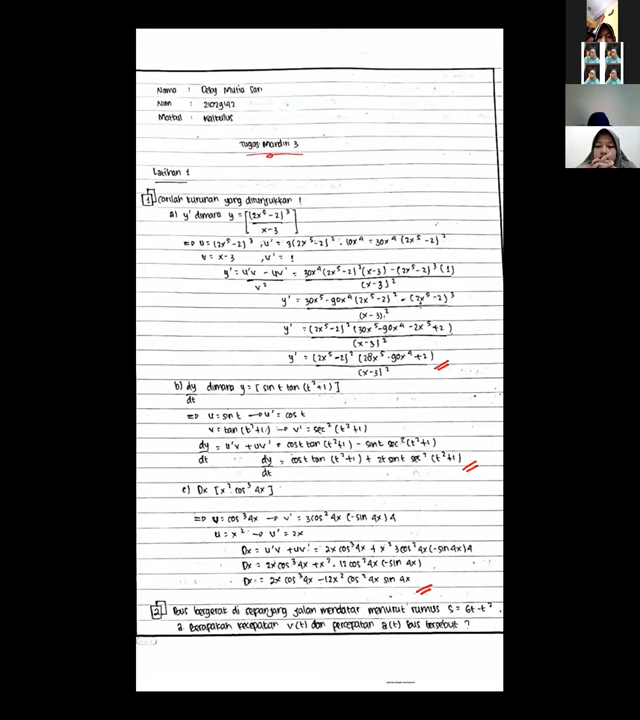 Nama : Deby Mutia Sari
Nim : 21029142
Matkul : Kalkulus
Tugas Mandiri 3
Latihan 1
1 Carilah turunan yang ditunjukkan !
a) y' dimana y = [(2x⁵-2)³ / x-3]
=> u = (2x⁵-2)³ , u' = 3(2x⁵-2)² . 10x⁴ = 30x⁴ (2x⁵-2)²
v = x-3 , v' = 1
y' = u'v - uv' / v² = 30x⁴(2x⁵-2)²(x-3) - (2x⁵-2)³ (1) / (x-3)²
y' = 30x⁵-90x⁴ (2x⁵-2)² - (2x⁵-2)³ / (x-3)²
y' = (2x⁵-2)² (30x⁵-90x⁴ -2x⁵+2) / (x-3)²
y' = (2x⁵-2)² (28x⁵-90x⁴+2) / (x-3)²
b) dy/dt dimana y = [sin t tan (t²+1)]
=> u = sin t -> u' = cos t
v = tan (t²+1) -> v' = sec² (t²+1)
dy/dt = u'v + uv' = cos t tan (t²+1) - sin t sec² (t²+1)
dy/dt = cos t tan (t²+1) + 2t sin t sec² (t²+1)
c) Dx [x² cos³ 4x]
=> v = cos³ 4x -> v' = 3cos² 4x (-sin 4x) 4
u = x² -> u' = 2x
Dx = u'v + uv' = 2x cos³ 4x + x² 3cos² 4x (-sin 4x) 4
Dx = 2x cos³ 4x + x² . 12 cos² 4x (-sin 4x)
Dx = 2x cos³ 4x - 12x² cos² 4x sin 4x
2 Bus bergerak di sepanjang jalan mendatar menurut rumus S = 6t - t²
a. Berapakah kecepatan v(t) dan percepatan a(t) Bus tersebut ?